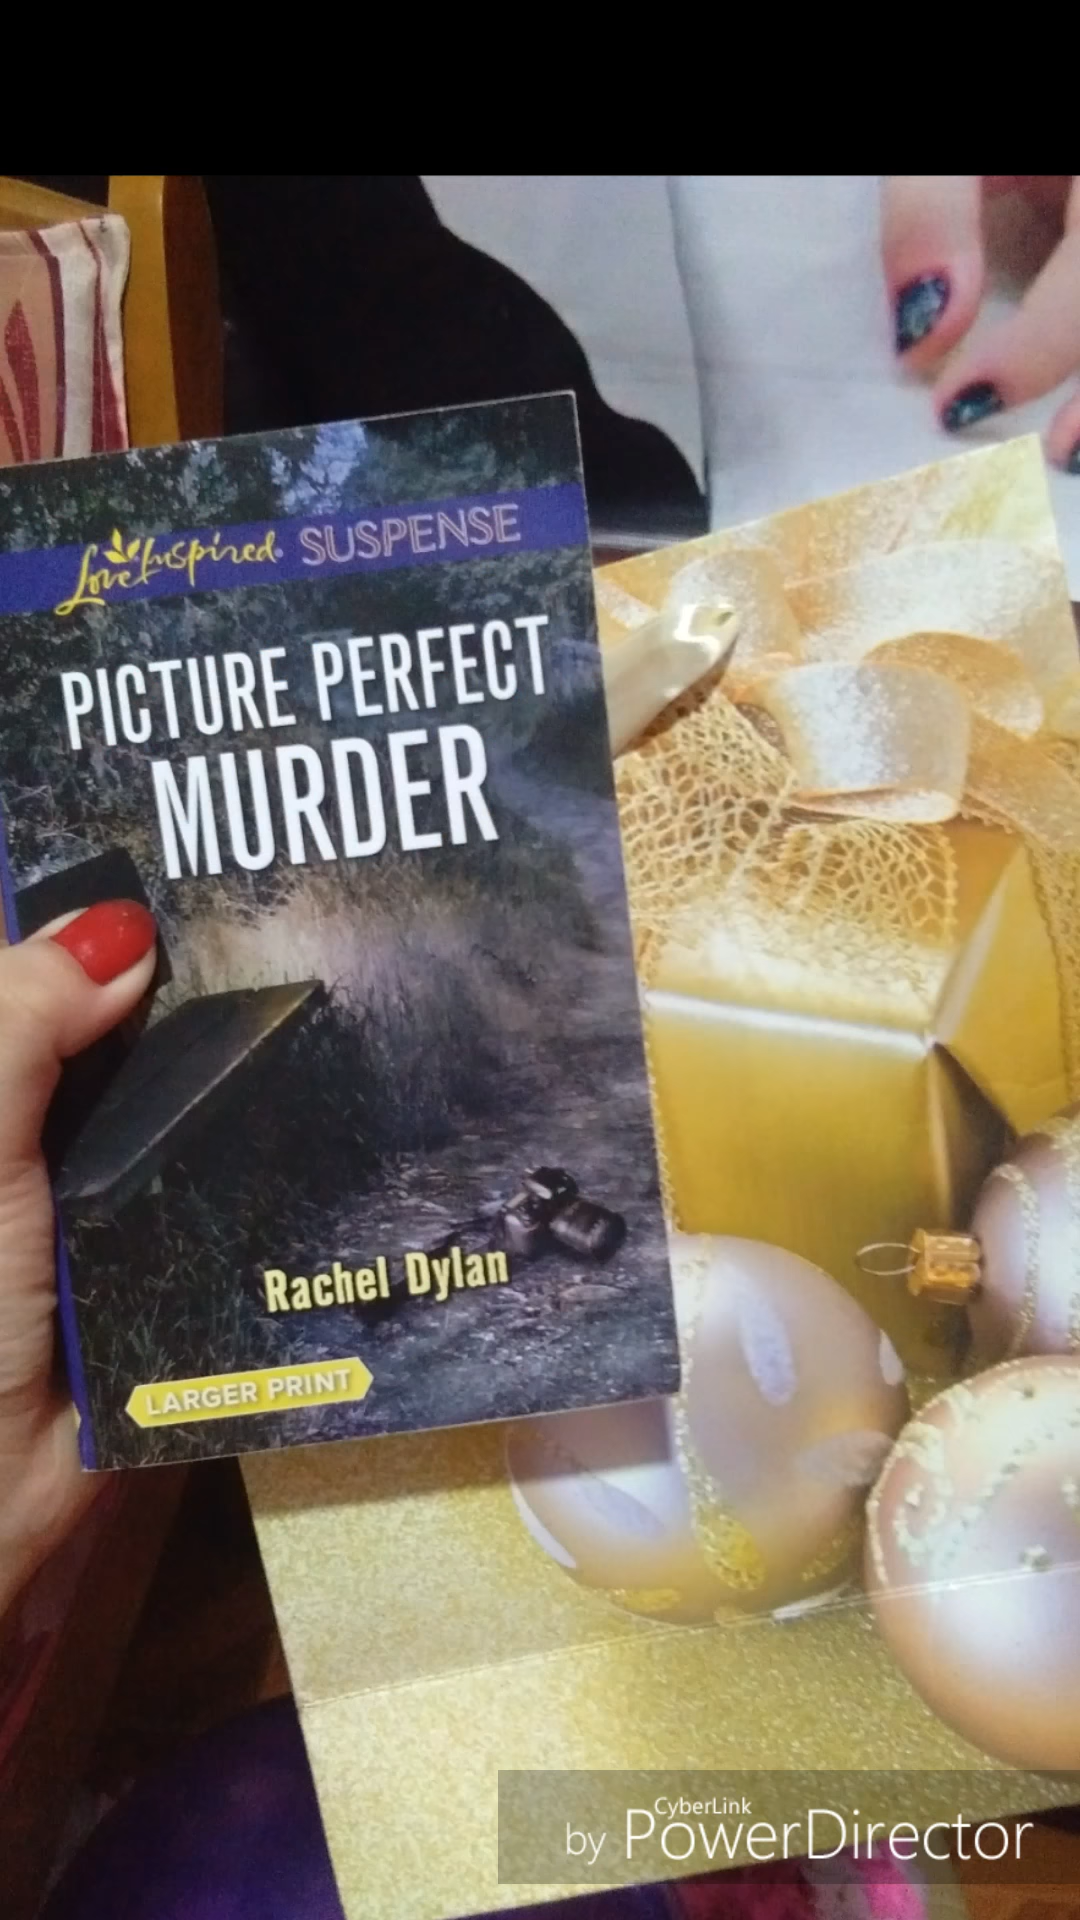 Love Inspired SUSPENSE
PICTURE PERFECT
MURDER
Rachel Dylan
LARGER PRINT
CyberLink
by PowerDirector